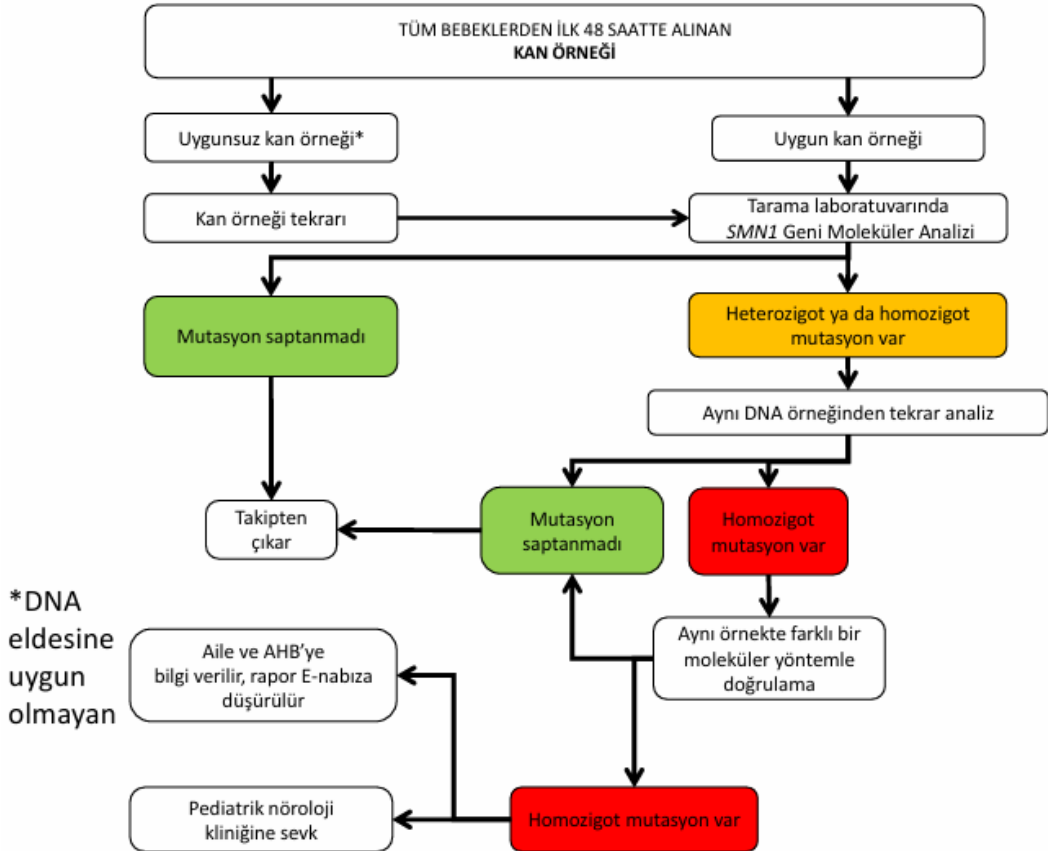 TÜM BEBEKLERDEN İLK 48 SAATTE ALINAN
KAN ÖRNEĞİ
Uygunsuz kan örneği*
Uygun kan örneği
Kan örneği tekrarı
Tarama laboratuvarında
SMN1 Geni Moleküler Analizi
Mutasyon saptanmadı
Heterozigot ya da homozigot
mutasyon var
Aynı DNA örneğinden tekrar analiz
Takipten
çıkar
Mutasyon
saptanmadı
Homozigot
mutasyon var
*DNA
eldesine
uygun
olmayan
Aile ve AHB’ye
bilgi verilir, rapor E-nabıza
düşürülür
Aynı örnekte farklı bir
moleküler yöntemle
doğrulama
Pediatrik nöroloji
kliniğine sevk
Homozigot mutasyon var